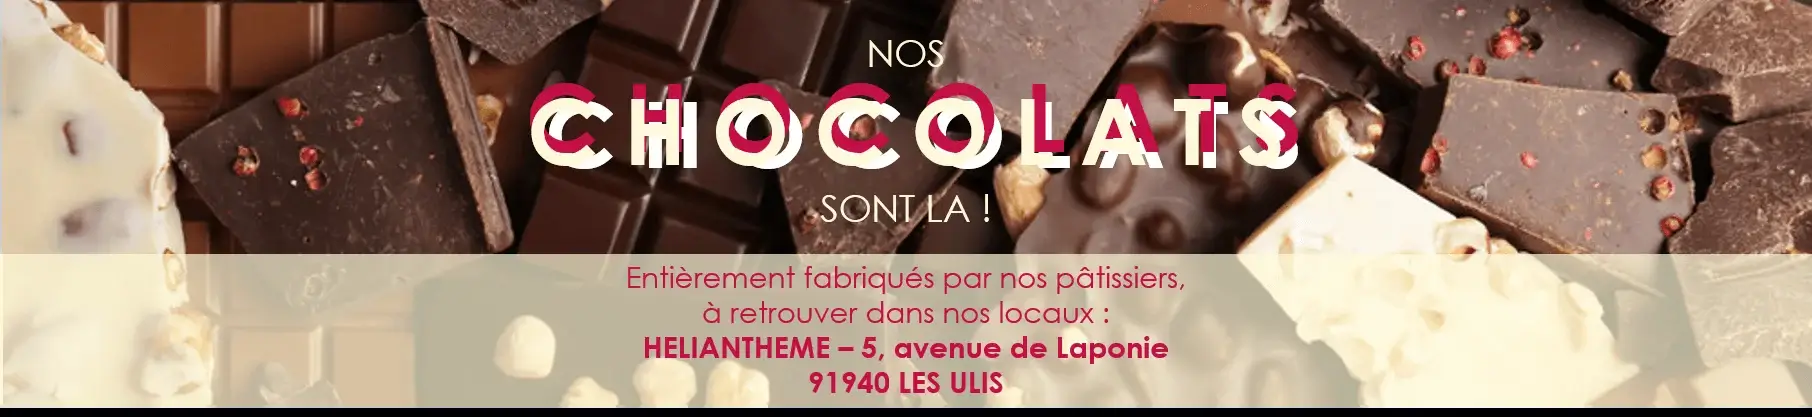 NOS
CHOCOLATS
SONT LA !
Entièrement fabriqués par nos pâtissiers,
à retrouver dans nos locaux :
HELIANTHEME – 5, avenue de Laponie
91940 LES ULIS